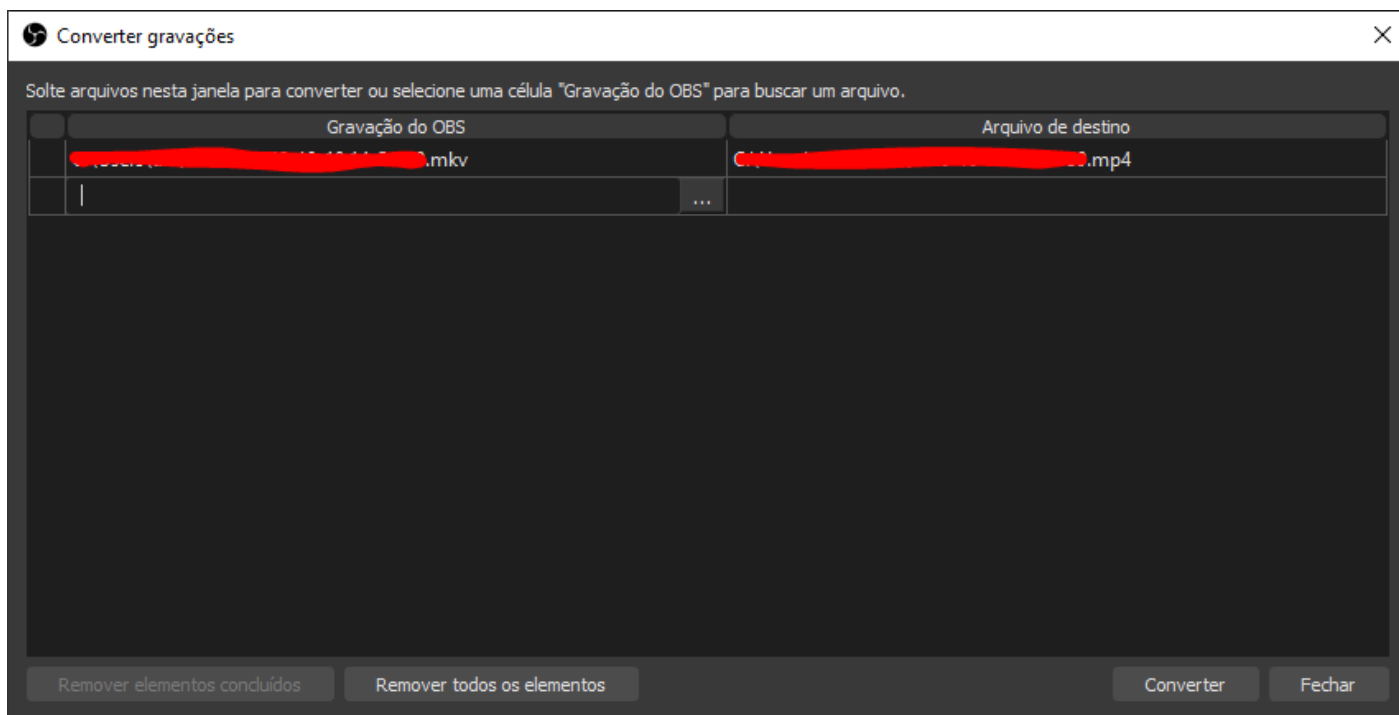 Converter gravações
Solte arquivos nesta janela para converter ou selecione uma célula "Gravação do OBS" para buscar um arquivo.
Gravação do OBS Arquivo de destino
.mkv .mp4
...
Remover elementos concluídos Remover todos os elementos Converter Fechar